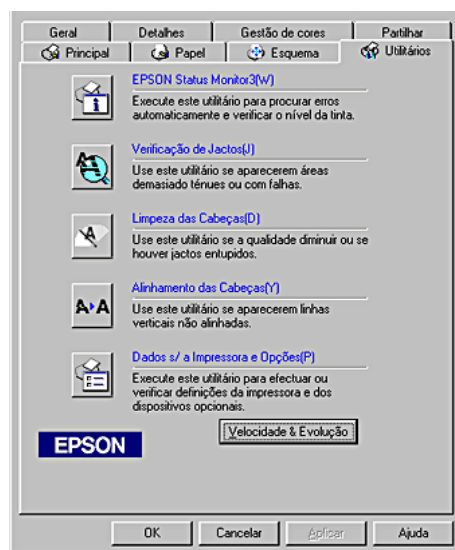 Geral Detalhes Gestão de cores Partilhar
Principal Papel Esquema Utilitários
EPSON Status Monitor3(W)
Execute este utilitário para procurar erros
automaticamente e verificar o nível da tinta.
Verificação de Jactos(J)
Use este utilitário se aparecerem áreas
demasiado ténues ou com falhas.
Limpeza das Cabeças(D)
Use este utilitário se a qualidade diminuir ou se
houver jactos entupidos.
Alinhamento das Cabeças(Y)
Use este utilitário se aparecerem linhas
verticais não alinhadas.
Dados s/ a Impressora e Opções(P)
Execute este utilitário para efectuar ou
verificar definições da impressora e dos
dispositivos opcionais.
Velocidade & Evolução
EPSON
OK Cancelar Aplicar Ajuda